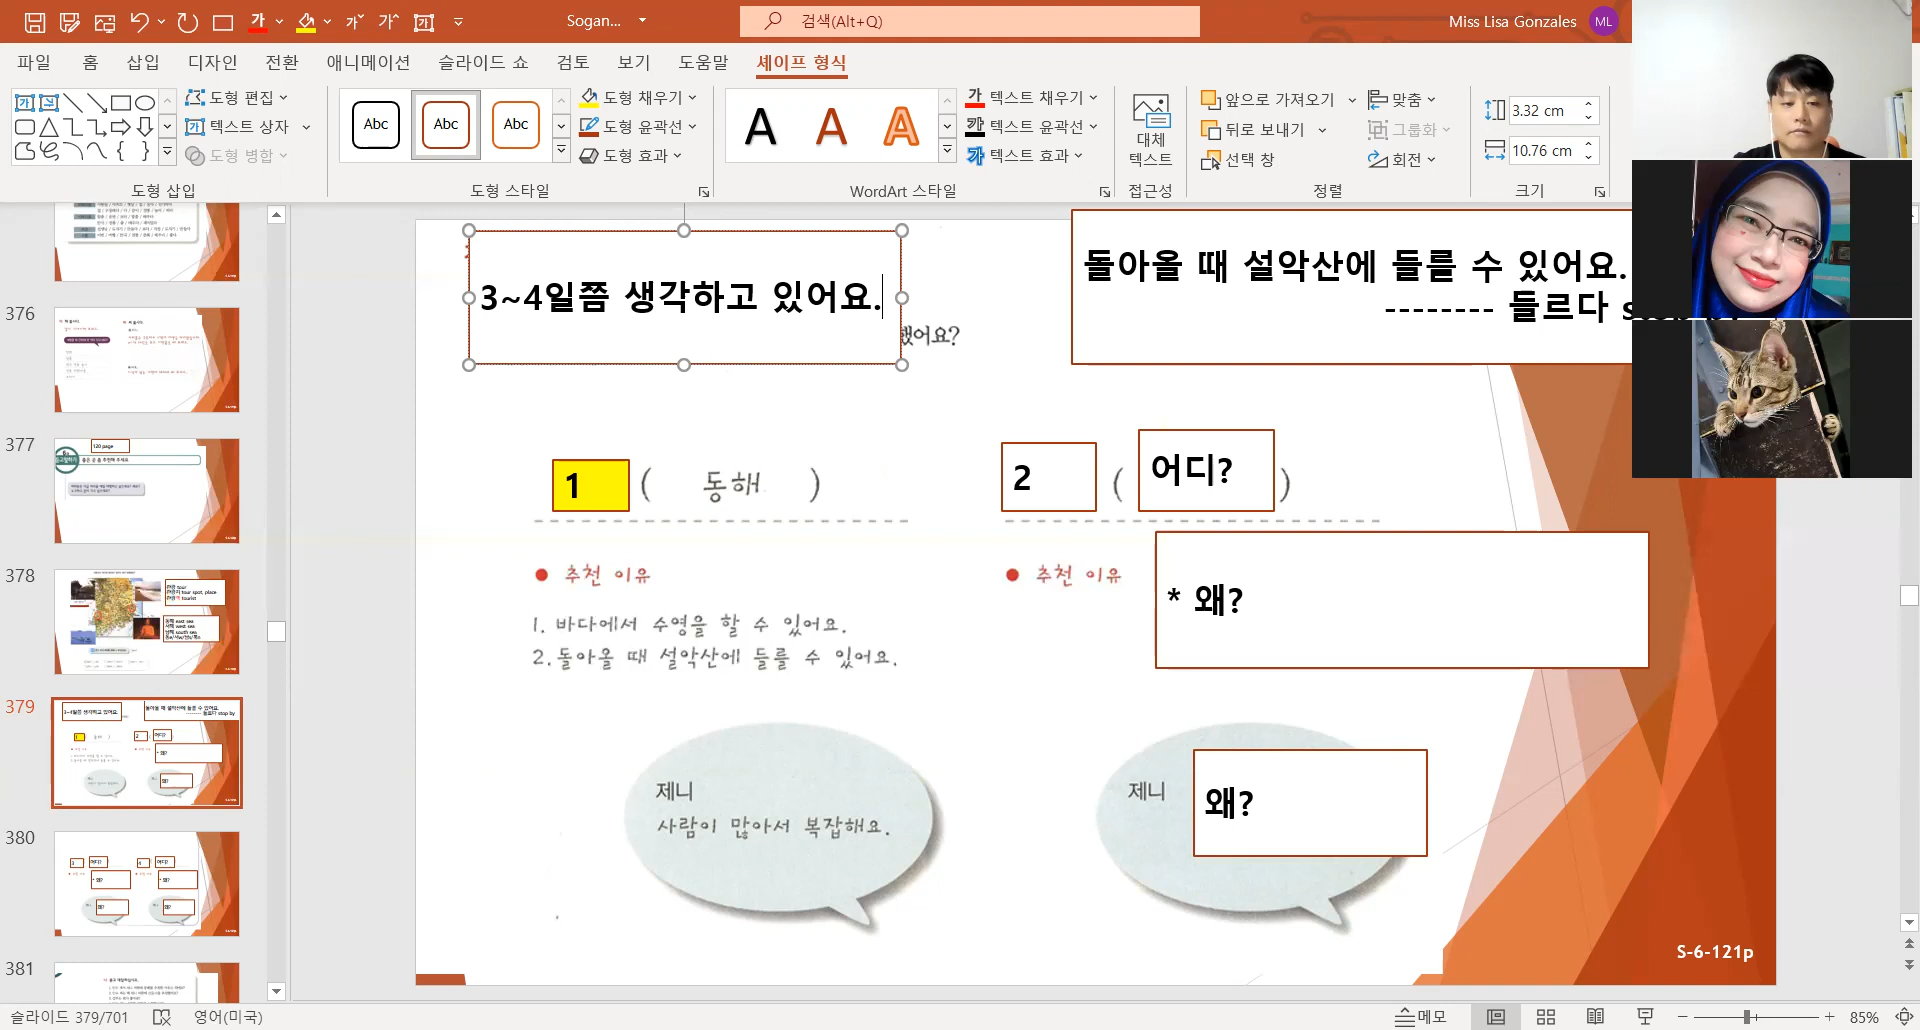 Sogan...
검색(Alt+Q)
Miss Lisa Gonzales
ML
파일 홈 삽입 디자인 전환 애니메이션 슬라이드 쇼 검토 보기 도움말 셰이프 형식
도형 편집
텍스트 상자
도형 병합
도형 삽입
Abc Abc Abc
도형 채우기
도형 윤곽선
도형 효과
도형 스타일
A A A
텍스트 채우기
텍스트 윤곽선
텍스트 효과
WordArt 스타일
대체
텍스트
접근성
앞으로 가져오기
뒤로 보내기
선택 창
맞춤
그룹화
회전
정렬
3.32 cm
10.76 cm
크기
376
377
120 page
378
379
380
381
3~4일쯤 생각하고 있어요.
했어요?
돌아올 때 설악산에 들를 수 있어요.
-------- 들르다 stop by
1 ( 동해 )
2 ( 어디? )
추천 이유
1. 바다에서 수영을 할 수 있어요.
2. 돌아올 때 설악산에 들를 수 있어요.
추천 이유
* 왜?
제니
사람이 많아서 복잡해요.
제니
왜?
S-6-121p
슬라이드 379/701
영어(미국)
메모
85%